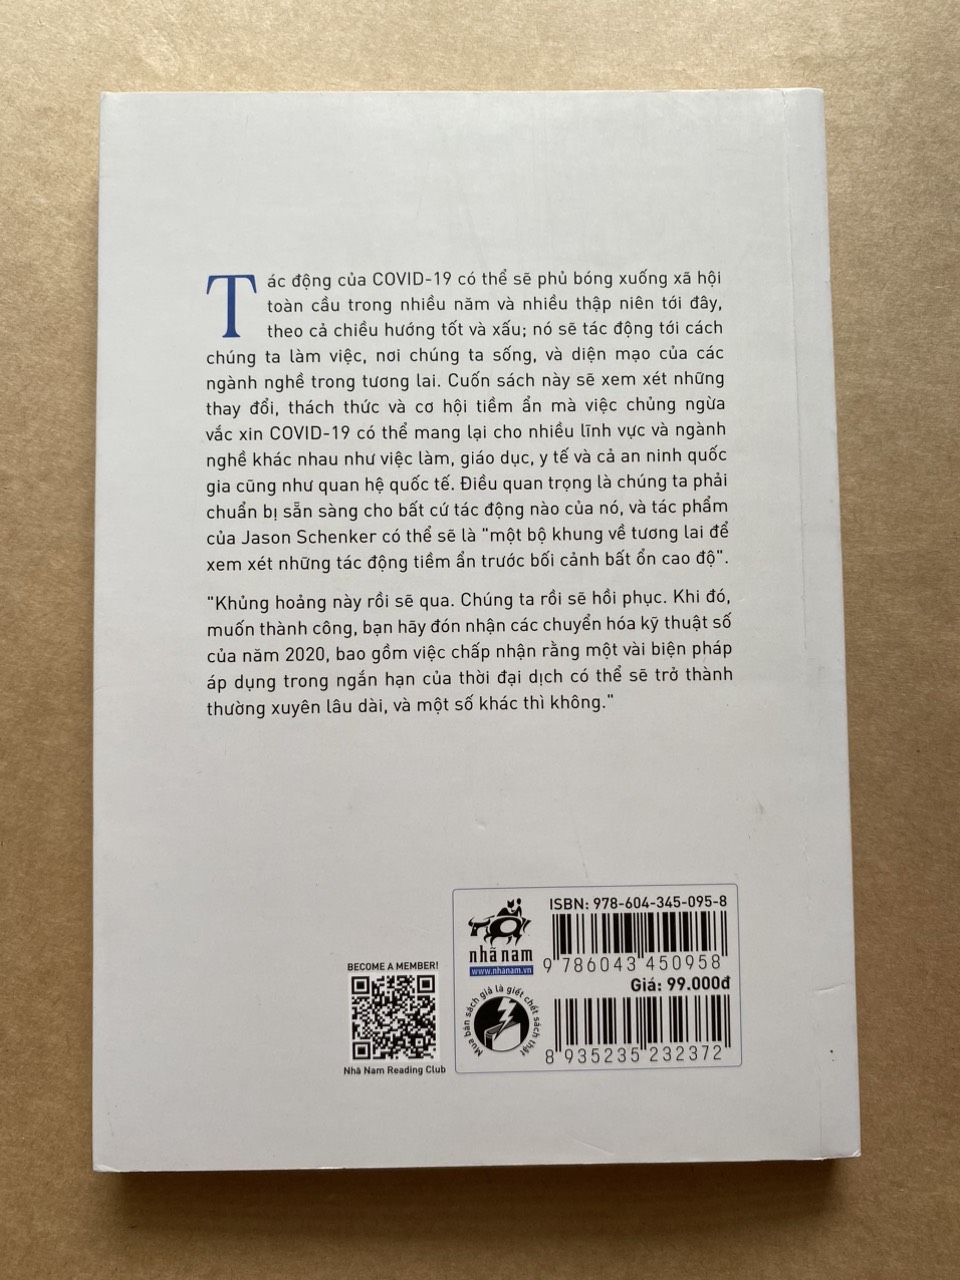 Tác động của COVID-19 có thể sẽ phủ bóng xuống xã hội
toàn cầu trong nhiều năm và nhiều thập niên tới đây,
theo cả chiều hướng tốt và xấu; nó sẽ tác động tới cách
chúng ta làm việc, nơi chúng ta sống, và diện mạo của các
ngành nghề trong tương lai. Cuốn sách này sẽ xem xét những
thay đổi, thách thức và cơ hội tiềm ẩn mà việc chủng ngừa
vắc xin COVID-19 có thể mang lại cho nhiều lĩnh vực và ngành
nghề khác nhau như việc làm, giáo dục, y tế và cả an ninh quốc
gia cũng như quan hệ quốc tế. Điều quan trọng là chúng ta phải
chuẩn bị sẵn sàng cho bất cứ tác động nào của nó, và tác phẩm
của Jason Schenker có thể sẽ là "một bộ khung về tương lai để
xem xét những tác động tiềm ẩn trước bối cảnh bất ổn cao độ".
"Khủng hoảng này rồi sẽ qua. Chúng ta rồi sẽ hồi phục. Khi đó,
muốn thành công, bạn hãy đón nhận các chuyển hóa kỹ thuật số
của năm 2020, bao gồm việc chấp nhận rằng một vài biện pháp
áp dụng trong ngắn hạn của thời đại dịch có thể sẽ trở thành
thường xuyên lâu dài, và một số khác thì không."
BECOME A MEMBER!
Nhã Nam Reading Club
nhã nam
www.nhanam.vn
Mua bán sách giả là giết chết sách thật
ISBN: 978-604-345-095-8
9 786043 450958
Giá: 99.000đ
8 935235 232372